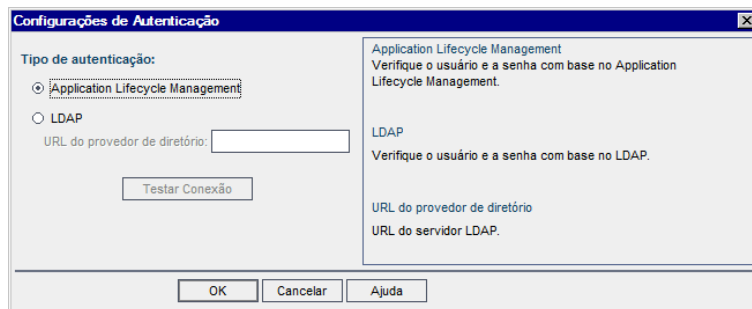 Configurações de Autenticação
Tipo de autenticação:
Application Lifecycle Management
LDAP
URL do provedor de diretório:
Testar Conexão
Application Lifecycle Management
Verifique o usuário e a senha com base no Application
Lifecycle Management.
LDAP
Verifique o usuário e a senha com base no LDAP.
URL do provedor de diretório
URL do servidor LDAP.
OK
Cancelar
Ajuda